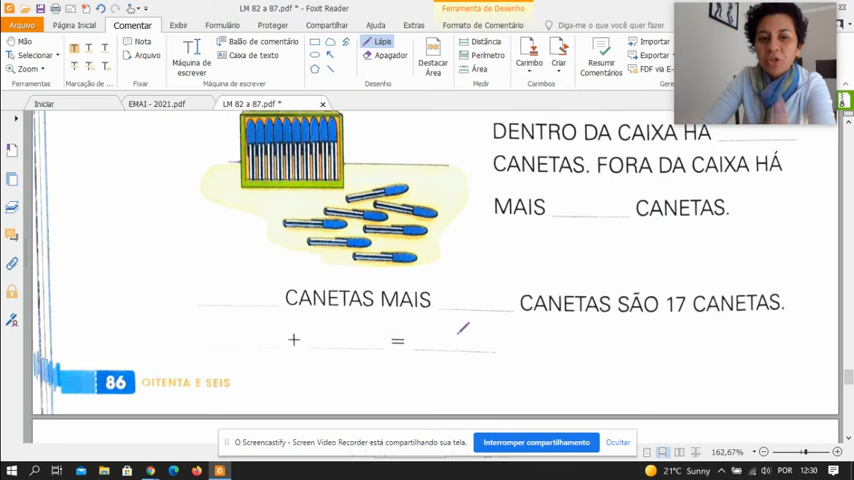 LM 82 a 87.pdf * - Foxit Reader
Ferramenta de Desenho
Arquivo Início Comentar Exibir Formulário Proteger Compartilhar Ajuda Extras Formato de Comentário Diga-me o que quer fazer
Mão
Selecionar
Zoom
Ferramentas
Marcação de ...
Nota
Arquivo
Fixar
Máquina de escrever
Balão de comentário
Caixa de texto
Máquina de escrever
Lápis
Apagador
Desenho
Destacar Área
Distância
Perímetro
Área
Medir
Carimbo
Criar
Carimbos
Resumir Comentários
Importar
Exportar
FDF via E-
Gerenciar Comen
Iniciar
EMAI - 2021.pdf
LM 82 a 87.pdf *
DENTRO DA CAIXA HÁ
CANETAS. FORA DA CAIXA HÁ
MAIS CANETAS.
CANETAS MAIS CANETAS SÃO 17 CANETAS.
+ =
86 OITENTA E SEIS
O Screencastify - Screen Video Recorder está compartilhando sua tela.
Interromper compartilhamento
Ocultar
162,67%
21°C Sunny
POR
12:30